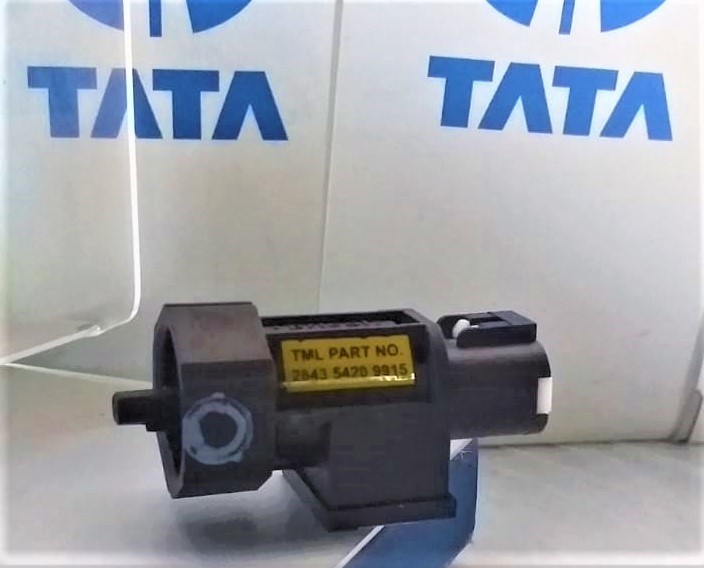 TATA
TATA
TML PART NO.
2843 5420 9915